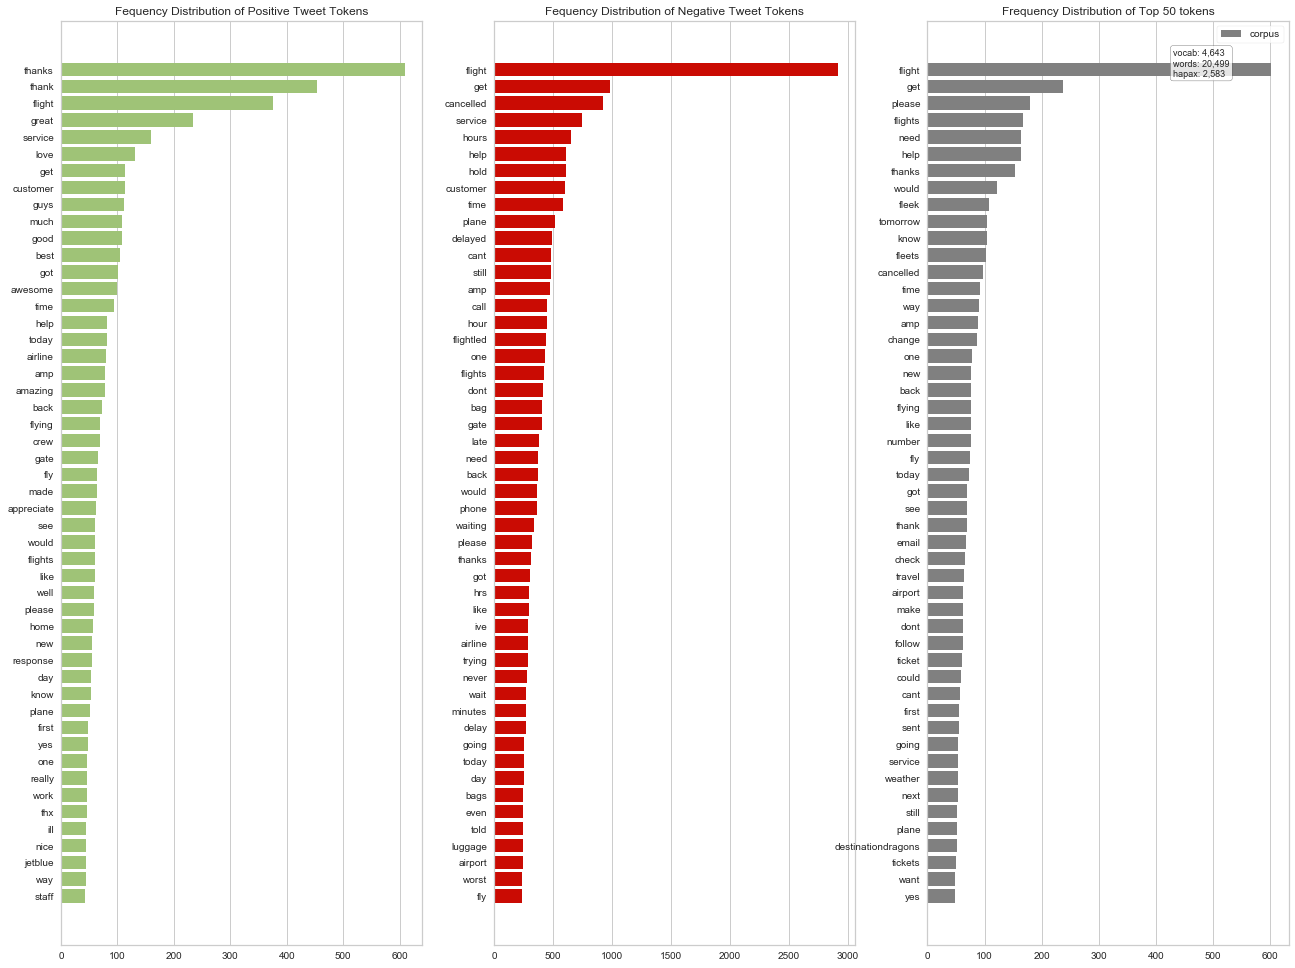 Fequency Distribution of Positive Tweet Tokens
thanks
thank
flight
great
service
love
get
customer
guys
much
good
best
got
awesome
time
help
today
airline
amp
amazing
back
flying
crew
gate
fly
made
appreciate
see
would
flights
like
well
please
home
new
response
day
know
plane
first
yes
one
really
work
thx
ill
nice
jetblue
way
staff
0 100 200 300 400 500 600
Fequency Distribution of Negative Tweet Tokens
flight
get
cancelled
service
hours
help
hold
customer
time
plane
delayed
cant
still
amp
call
hour
flightled
one
flights
dont
bag
gate
late
need
back
would
phone
waiting
please
thanks
got
hrs
like
ive
airline
trying
never
wait
minutes
delay
going
today
day
bags
even
told
luggage
airport
worst
fly
0 500 1000 1500 2000 2500 3000
Frequency Distribution of Top 50 tokens
corpus
vocab: 4,643
words: 20,499
hapax: 2,583
flight
get
please
flights
need
help
thanks
would
fleek
tomorrow
know
fleets
cancelled
time
way
amp
change
one
new
back
flying
like
number
fly
today
got
see
thank
email
check
travel
airport
make
dont
follow
ticket
could
cant
first
sent
going
service
weather
next
still
plane
destinationdragons
tickets
want
yes
0 100 200 300 400 500 600